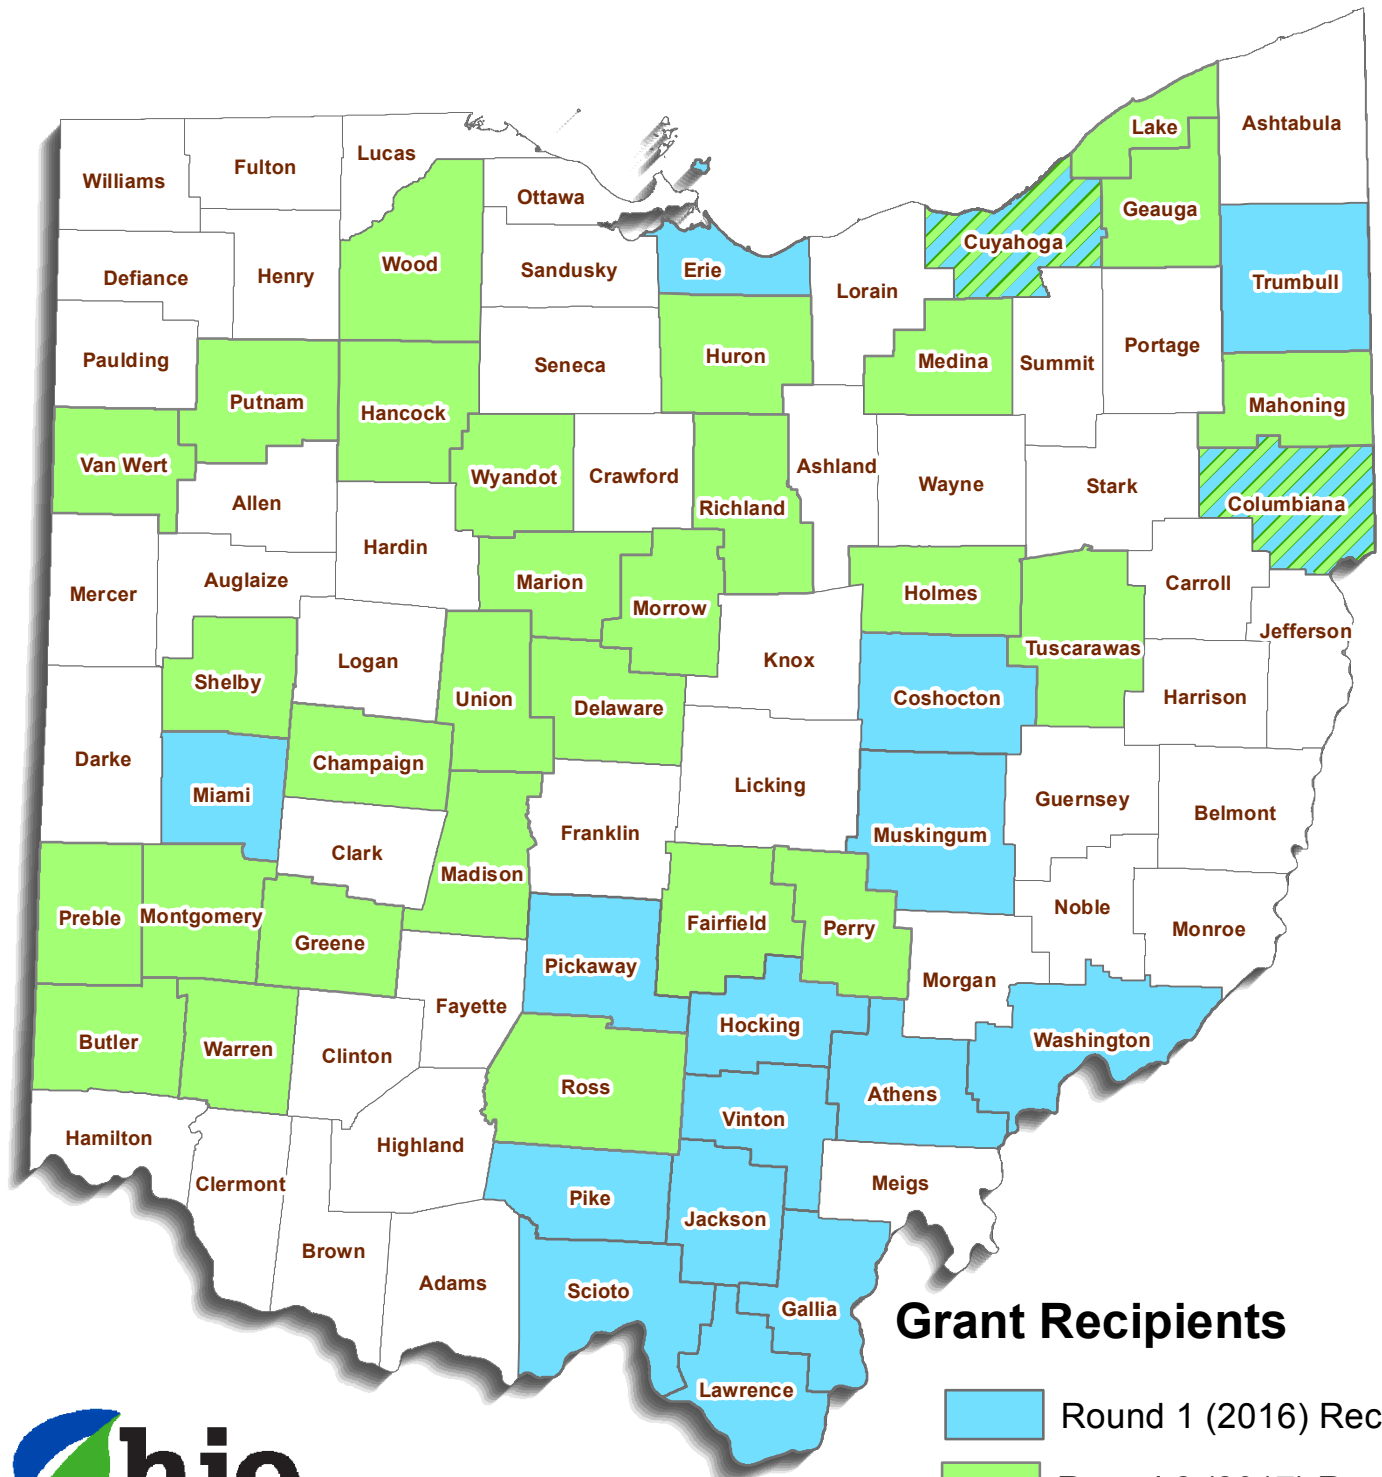 Ashtabula
Lake
Lucas
Fulton
Williams
Ottawa
Geauga
Cuyahoga
Wood
Sandusky
Erie
Henry
Defiance
Trumbull
Lorain
Portage
Huron
Paulding
Seneca
Medina
Summit
Putnam
Hancock
Mahoning
Van Wert
Ashland
Wyandot
Crawford
Wayne
Stark
Allen
Richland
Columbiana
Hardin
Auglaize
Marion
Carroll
Mercer
Holmes
Morrow
Jefferson
Tuscarawas
Logan
Knox
Shelby
Union
Coshocton
Harrison
Delaware
Darke
Champaign
Licking
Miami
Guernsey
Belmont
Franklin
Muskingum
Clark
Madison
Noble
Preble
Montgomery
Fairfield
Perry
Monroe
Greene
Pickaway
Morgan
Fayette
Hocking
Butler
Warren
Clinton
Washington
Ross
Athens
Vinton
Hamilton
Highland
Clermont
Meigs
Pike
Jackson
Brown
Adams
Scioto
Gallia
Lawrence
Grant Recipients
Round 1 (2016) Rec